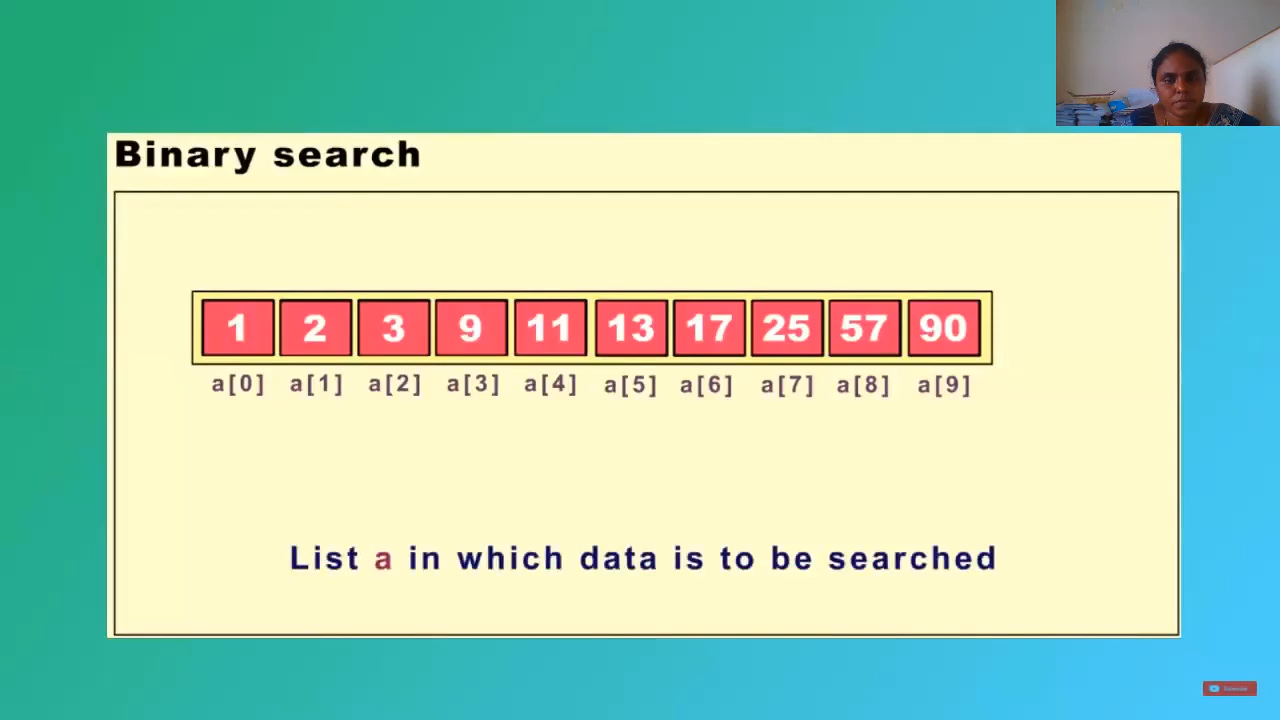 Binary search
1 2 3 9 11 13 17 25 57 90
a[0] a[1] a[2] a[3] a[4] a[5] a[6] a[7] a[8] a[9]
List a in which data is to be searched
Subscribe